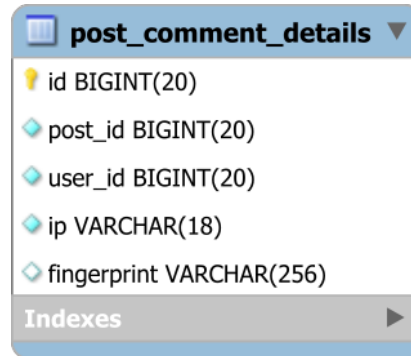 post_comment_details
id BIGINT(20)
post_id BIGINT(20)
user_id BIGINT(20)
ip VARCHAR(18)
fingerprint VARCHAR(256)
Indexes